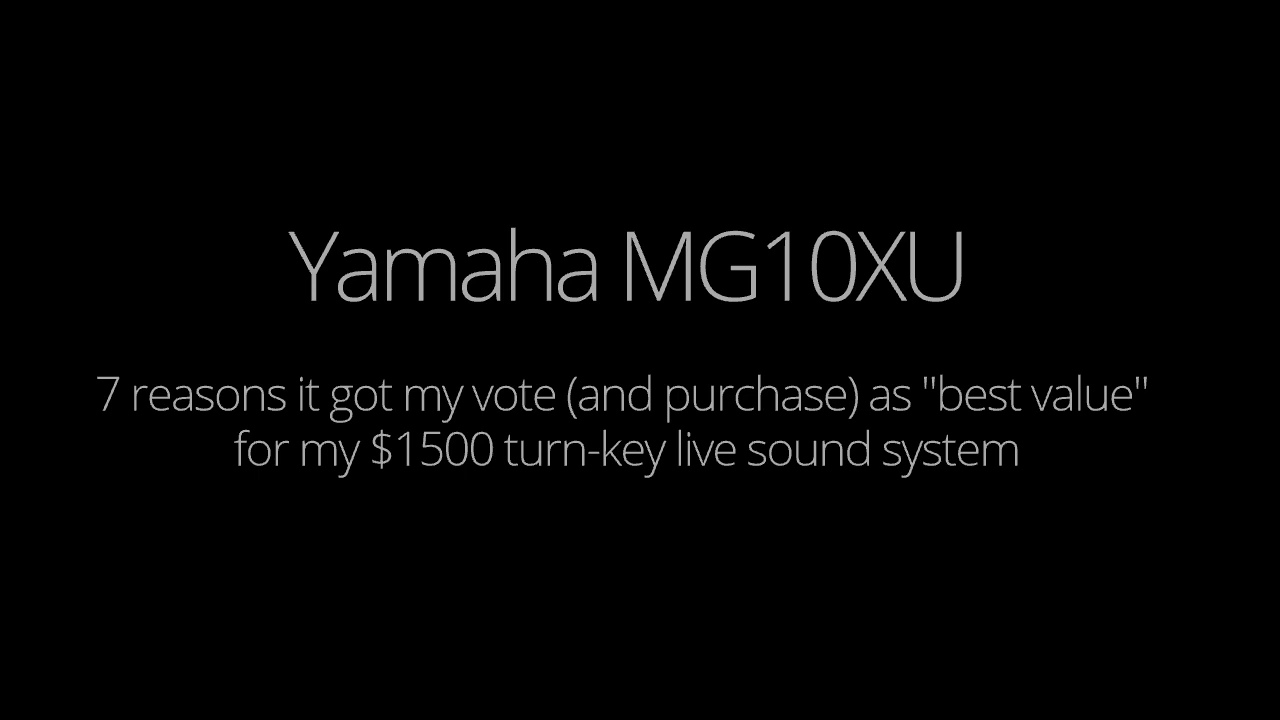 Yamaha MG10XU
7 reasons it got my vote (and purchase) as "best value"
for my $1500 turn-key live sound system